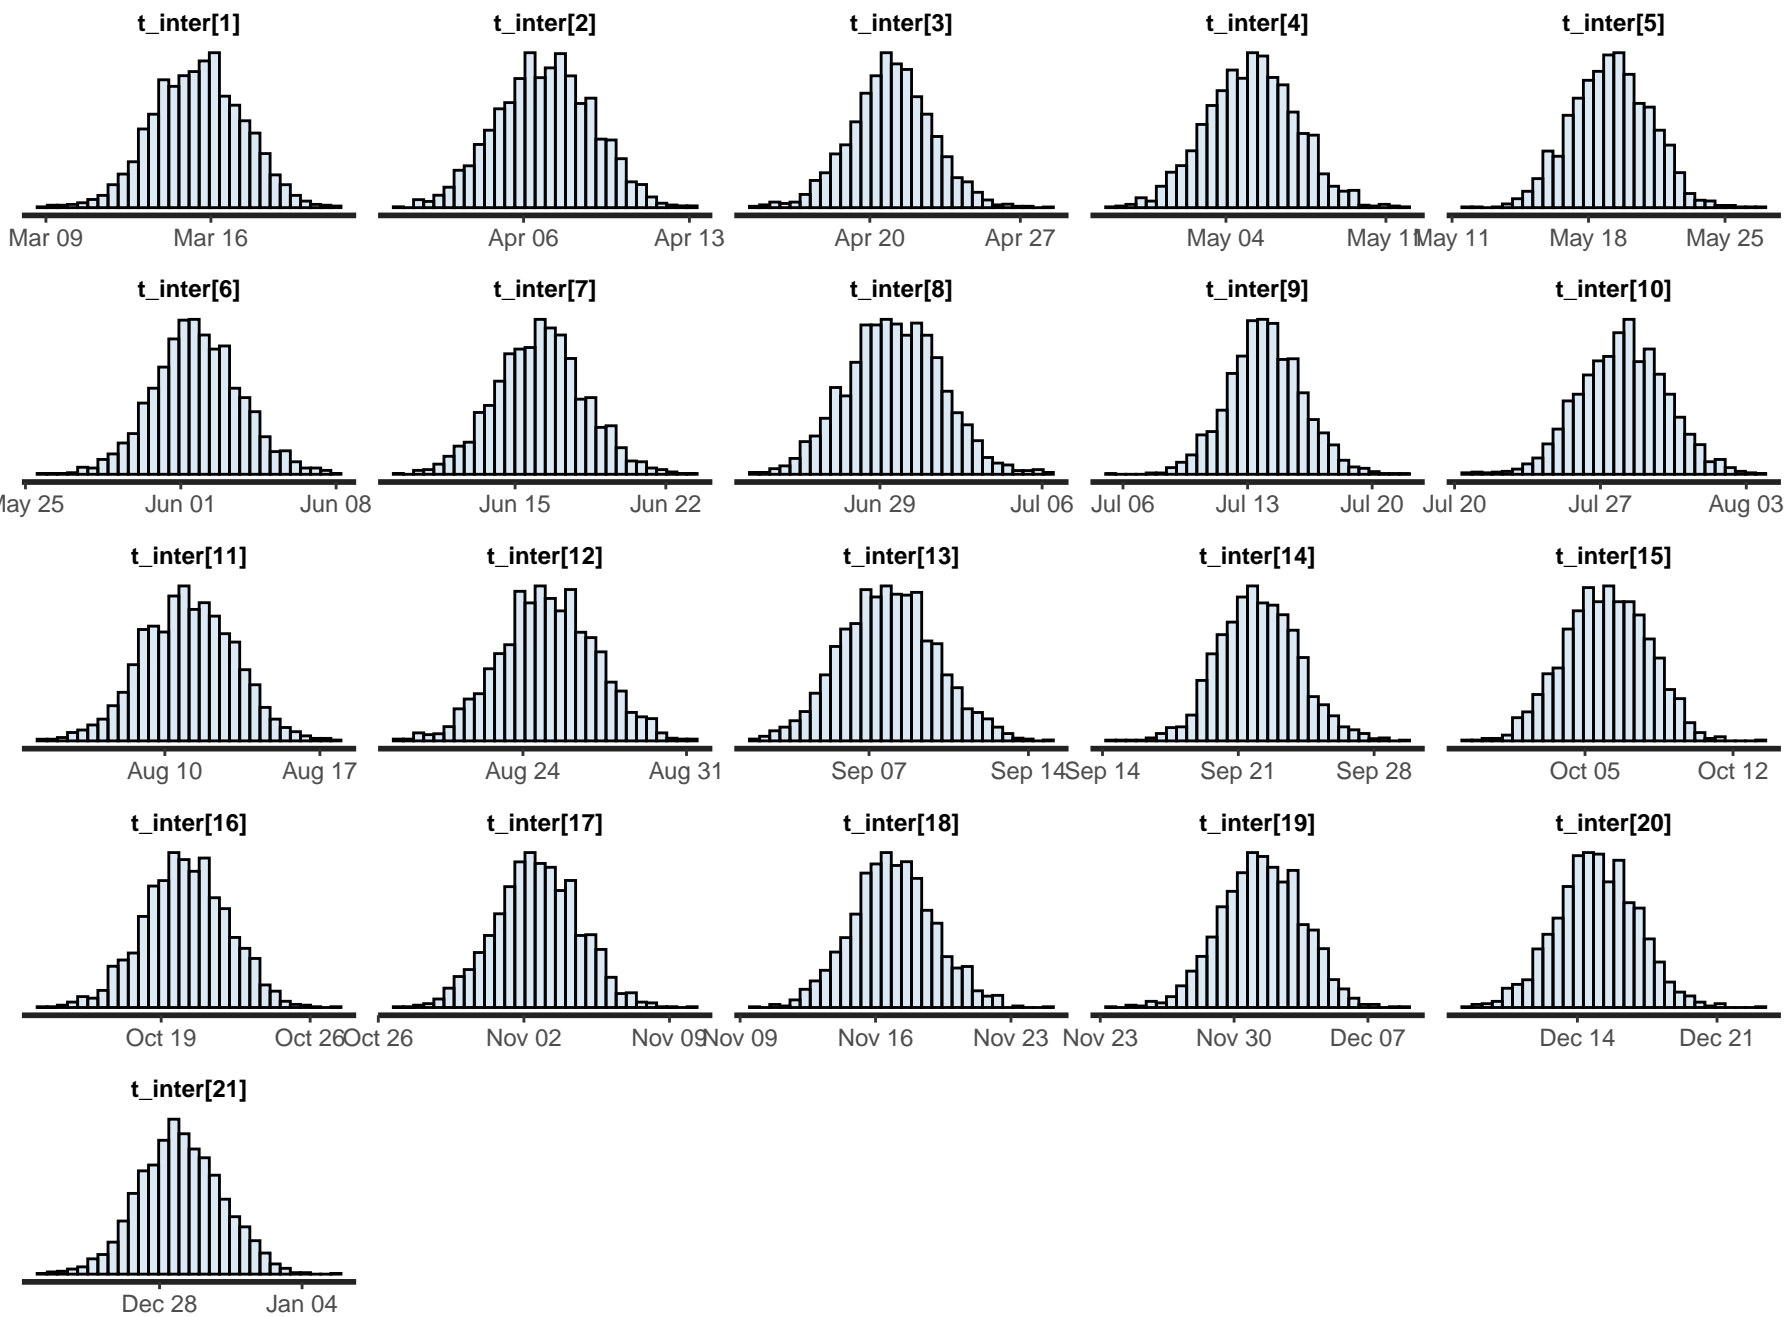 t_inter[1] t_inter[2] t_inter[3] t_inter[4] t_inter[5]
Mar 09 Mar 16 Apr 06 Apr 13 Apr 20 Apr 27 May 04 May 11 May 11 May 18 May 25
t_inter[6] t_inter[7] t_inter[8] t_inter[9] t_inter[10]
May 25 Jun 01 Jun 08 Jun 15 Jun 22 Jun 29 Jul 06 Jul 06 Jul 13 Jul 20 Jul 20 Jul 27 Aug 03
t_inter[11] t_inter[12] t_inter[13] t_inter[14] t_inter[15]
Aug 10 Aug 17 Aug 24 Aug 31 Sep 07 Sep 14 Sep 14 Sep 21 Sep 28 Oct 05 Oct 12
t_inter[16] t_inter[17] t_inter[18] t_inter[19] t_inter[20]
Oct 19 Oct 26 Oct 26 Nov 02 Nov 09 Nov 09 Nov 16 Nov 23 Nov 23 Nov 30 Dec 07 Dec 14 Dec 21
t_inter[21]
Dec 28 Jan 04